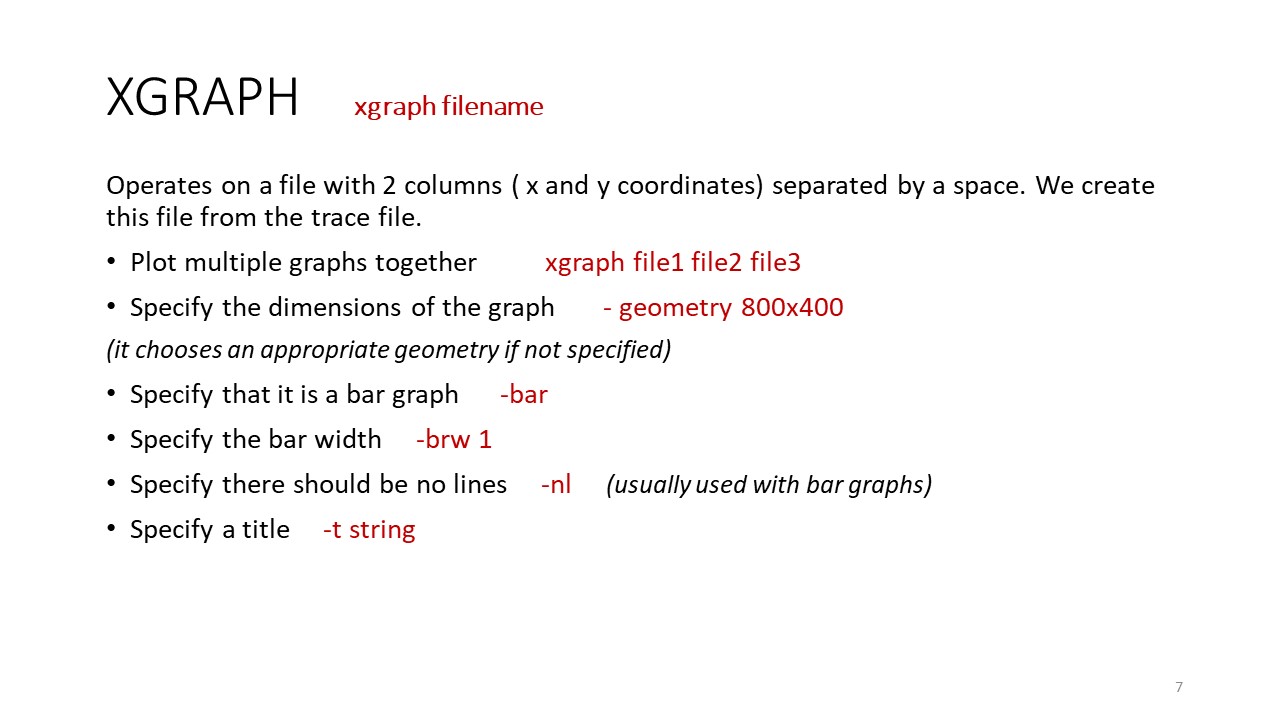 XGRAPH xgraph filename
Operates on a file with 2 columns ( x and y coordinates) separated by a space. We create
this file from the trace file.
• Plot multiple graphs together xgraph file1 file2 file3
• Specify the dimensions of the graph - geometry 800x400
(it chooses an appropriate geometry if not specified)
• Specify that it is a bar graph -bar
• Specify the bar width -brw 1
• Specify there should be no lines -nl (usually used with bar graphs)
• Specify a title -t string
7